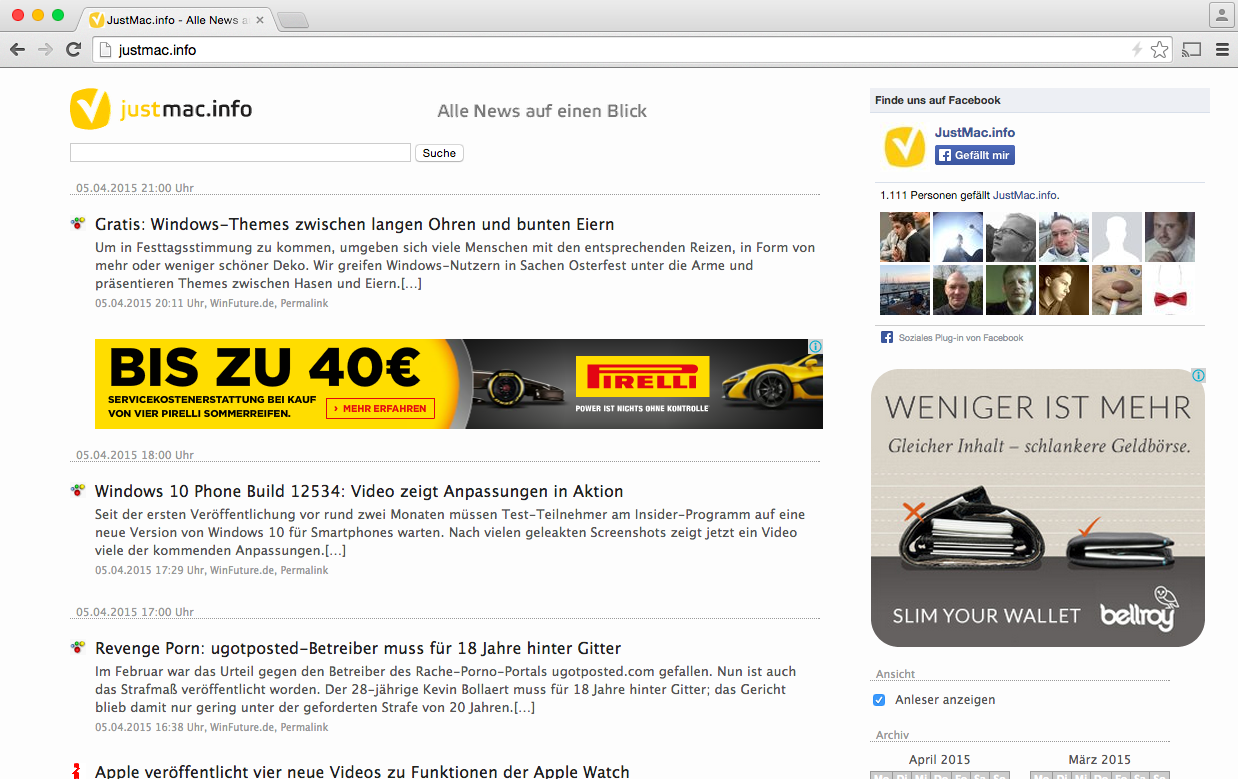 JustMac.info - Alle News a
justmac.info
justmac.info
Alle News auf einen Blick
Suche
05.04.2015 21:00 Uhr
Gratis: Windows-Themes zwischen langen Ohren und bunten Eiern
Um in Festtagsstimmung zu kommen, umgeben sich viele Menschen mit den entsprechenden Reizen, in Form von
mehr oder weniger schöner Deko. Wir greifen Windows-Nutzern in Sachen Osterfest unter die Arme und
präsentieren Themes zwischen Hasen und Eiern.[...]
05.04.2015 20:11 Uhr, WinFuture.de, Permalink
BIS ZU 40€
SERVICEKOSTENERSTATTUNG BEI KAUF
VON VIER PIRELLI SOMMERREIFEN.
› MEHR ERFAHREN
PIRELLI
POWER IST NICHTS OHNE KONTROLLE
05.04.2015 18:00 Uhr
Windows 10 Phone Build 12534: Video zeigt Anpassungen in Aktion
Seit der ersten Veröffentlichung vor rund zwei Monaten müssen Test-Teilnehmer am Insider-Programm auf eine
neue Version von Windows 10 für Smartphones warten. Nach vielen geleakten Screenshots zeigt jetzt ein Video
viele der kommenden Anpassungen.[...]
05.04.2015 17:29 Uhr, WinFuture.de, Permalink
05.04.2015 17:00 Uhr
Revenge Porn: ugotposted-Betreiber muss für 18 Jahre hinter Gitter
Im Februar war das Urteil gegen den Betreiber des Rache-Porno-Portals ugotposted.com gefallen. Nun ist auch
das Strafmaß veröffentlicht worden. Der 28-jährige Kevin Bollaert muss für 18 Jahre hinter Gitter; das Gericht
blieb damit nur gering unter der geforderten Strafe von 20 Jahren.[...]
05.04.2015 16:38 Uhr, WinFuture.de, Permalink
Apple veröffentlicht vier neue Videos zu Funktionen der Apple Watch
Finde uns auf Facebook
JustMac.info
Gefällt mir
1.111 Personen gefällt JustMac.info.
Soziales Plug-in von Facebook
WENIGER IST MEHR
Gleicher Inhalt – schlankere Geldbörse.
SLIM YOUR WALLET
bellroy
Ansicht
Anleser anzeigen
Archiv
April 2015
März 2015
Mo Di Mi Do Fr Sa So
Mo Di Mi Do Fr Sa So